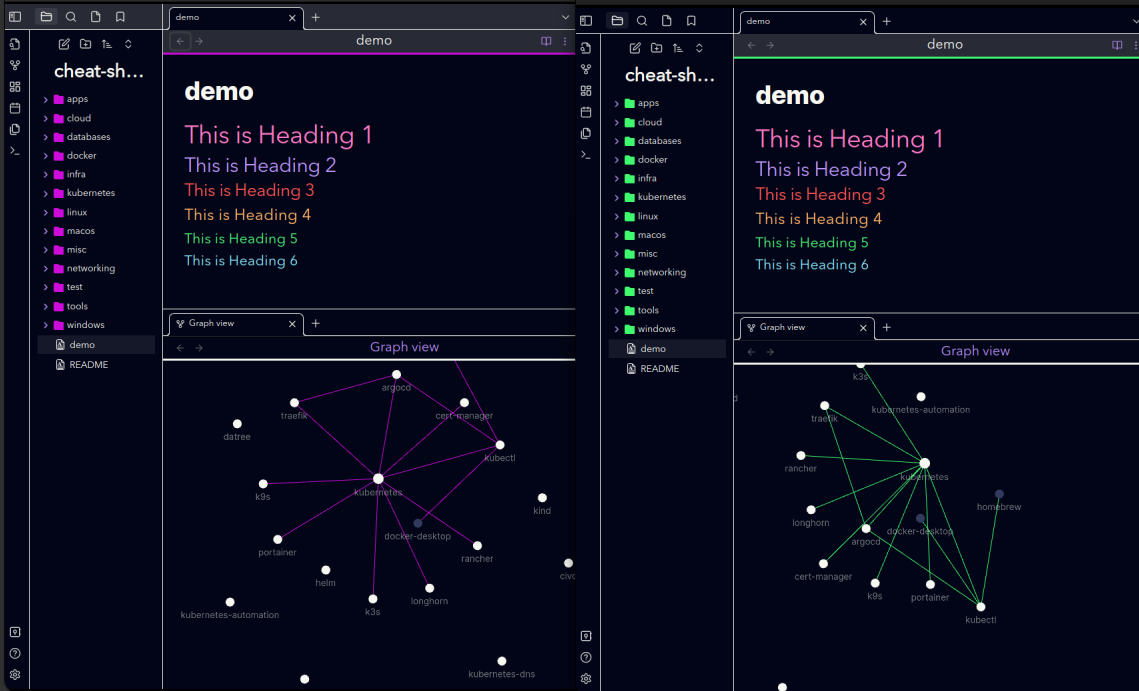 demo
demo
cheat-sh...
apps
cloud
databases
docker
infra
kubernetes
linux
macos
misc
networking
test
tools
windows
demo
README
demo
This is Heading 1
This is Heading 2
This is Heading 3
This is Heading 4
This is Heading 5
This is Heading 6
Graph view
Graph view
argocd
traefik
cert-manager
datree
kubectl
k9s
kubernetes
kind
docker-desktop
portainer
rancher
helm
civo
longhorn
k3s
kubernetes-automation
kubernetes-dns
demo
demo
cheat-sh...
apps
cloud
databases
docker
infra
kubernetes
linux
macos
misc
networking
test
tools
windows
demo
README
demo
This is Heading 1
This is Heading 2
This is Heading 3
This is Heading 4
This is Heading 5
This is Heading 6
Graph view
Graph view
k3s
kubernetes-automation
traefik
rancher
kubernetes
homebrew
longhorn
docker-desktop
argocd
cert-manager
k9s
portainer
kubectl